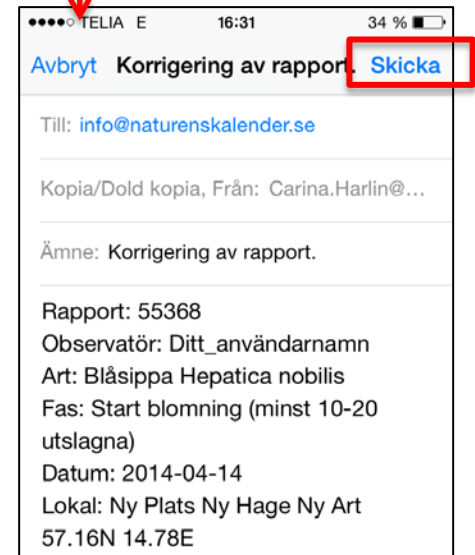 TELIA E 16:31 34 %
Avbryt Korrigering av rapport. Skicka
Till: info@naturenskalender.se
Kopia/Dold kopia, Från: Carina.Harlin@...
Ämne: Korrigering av rapport.
Rapport: 55368
Observatör: Ditt_användarnamn
Art: Blåsippa Hepatica nobilis
Fas: Start blomning (minst 10-20
utslagna)
Datum: 2014-04-14
Lokal: Ny Plats Ny Hage Ny Art
57.16N 14.78E